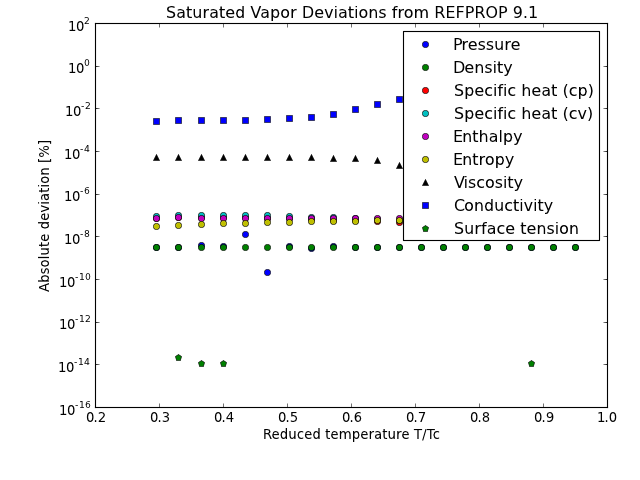 Saturated Vapor Deviations from REFPROP 9.1
10^2
10^0
10^-2
10^-4
10^-6
10^-8
10^-10
10^-12
10^-14
10^-16
Absolute deviation [%]
Pressure
Density
Specific heat (cp)
Specific heat (cv)
Enthalpy
Entropy
Viscosity
Conductivity
Surface tension
0.2 0.3 0.4 0.5 0.6 0.7 0.8 0.9 1.0
Reduced temperature T/Tc